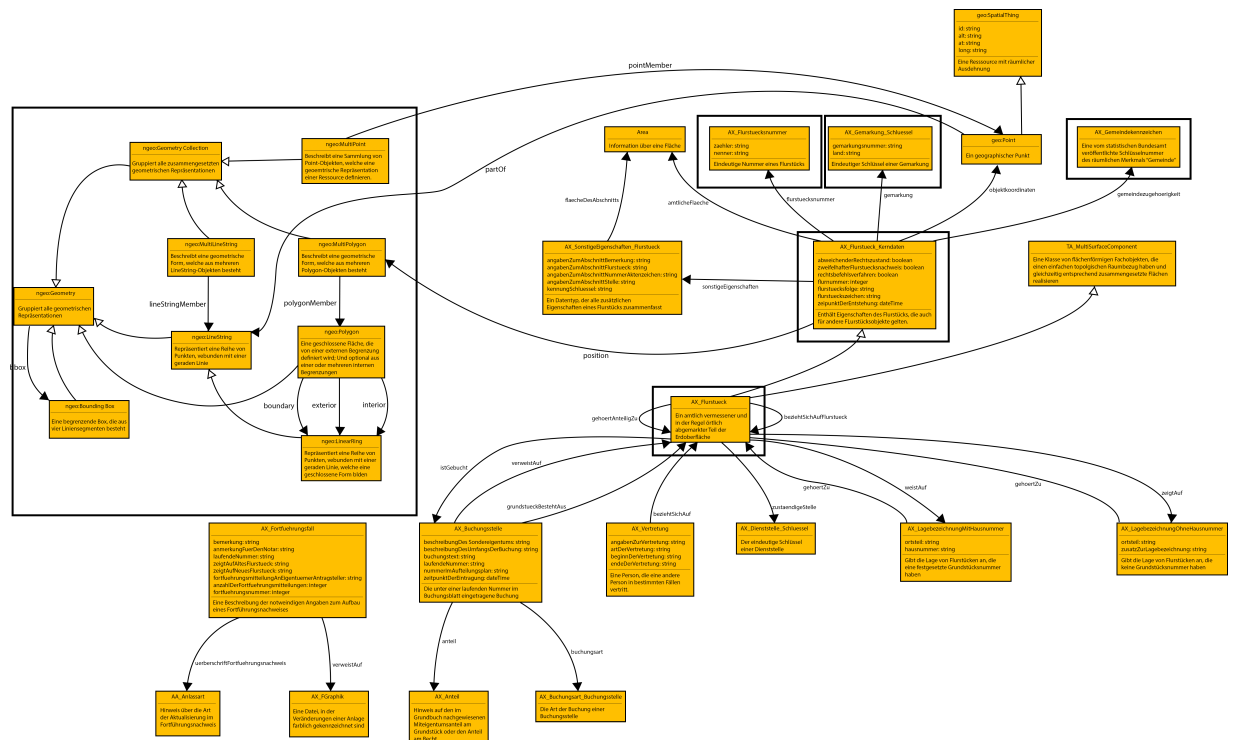 geo:SpatialThing
id: string
alt: string
at: string
long: string
Eine Ressource mit räumlicher
Ausdehnung
pointMember
ngeo:Geometry Collection
Gruppiert alle zusammengesetzten
geometrischen Repräsentationen
ngeo:MultiPoint
Beschreibt eine Sammlung von
Point-Objekten, welche eine
geoemtrische Repräsentation
einer Ressource definieren.
Area
Information über eine Fläche
AX_Flurstuecksnummer
zaehler: string
nenner: string
Eindeutige Nummer eines Flurstücks
AX_Gemarkung_Schluessel
gemarkungsnummer: string
land: string
Eindeutiger Schlüssel einer Gemarkung
geo:Point
Ein geographischer Punkt
AX_Gemeindekennzeichen
Eine vom statistischen Bundesamt
veröffentlichte Schlüsselnummer
des räumlichen Merkmals "Gemeinde"
partOf
flaecheDesAbschnitts
amtlicheFlaeche
flurstuecksnummer
gemarkung
objektkoordinaten
gemeindezugehoerigkeit
ngeo:MultiLineString
Beschreibt eine geometrische
Form, welche aus mehreren
LineString-Objekten besteht
ngeo:MultiPolygon
Beschreibt eine geometrische
Form, welche aus mehreren
Polygon-Objekten besteht
AX_SonstigeEigenschaften_Flurstueck
angabenZumAbschnittBemerkung: string
angabenZumAbschnittFlurstueck: string
angabenZumAbschnittNummerAktenzeichen: string
angabenZumAbschnittStelle: string
kennungSchluessel: string
Ein Datentyp, der alle zusätzlichen
Eigenschaften eines Flurstücks zusammenfasst
sonstigeEigenschaften
AX_Flurstueck_Kerndaten
abweichenderRechtszustand: boolean
zweifelhafterFlurstuecksnachweis: boolean
rechtsbehelfsverfahren: boolean
flurnummer: integer
flurstuecksfolge: string
flurstueckszeichen: string
zeitpunktDerEntstehung: dateTime
Enthält Eigenschaften des Flurstücks, die auch
für andere FLurstücksobjekte gelten.
TA_MultiSurfaceComponent
Eine Klasse von flächenförmigen Fachobjekten, die
einen einfachen topolgischen Raumbezug haben und
gleichzeitig entsprechend zusammengesetzte Flächen
realisieren
ngeo:Geometry
Gruppiert alle geometrischen
Repräsentationen
lineStringMember
polygonMember
ngeo:LineString
Repräsentiert eine Reihe von
Punkten, vebunden mit einer
geraden Linie
ngeo:Polygon
Eine geschlossene Fläche, die
von einer externen Begrenzung
definiert wird; Und optional aus
einer oder mehreren internen
Begrenzungen
position
bbox
boundary
exterior
interior
ngeo:Bounding Box
Eine begrenzende Box, die aus
vier Liniensegmenten besteht
ngeo:LinearRing
Repräsentiert eine Reihe von
Punkten, vebunden mit einer
geraden Linie, welche eine
geschlossene Form biden
AX_Flurstueck
Ein amtlich vermessener und
in der Regel örtlich
abgemarkter Teil der
Erdoberfläche
gehoertAnteiligZu
beziehtSichAufFlurstueck
istGebucht
verweistAuf
grundstueckBestehtAus
beziehtSichAuf
zustaendigeStelle
gehoertZu
weistAuf
gehoertZu
zeigtAuf
AX_Fortfuehrungsfall
bemerkung: string
anmerkungFuerDenNotar: string
laufendeNummer: string
zeigtAufAltesFlurstueck: string
zeigtAufNeuesFlurstueck: string
fortfuehrungsmitteilungAnEigentuemerAntragsteller: string
anzahlDerFortfuehrungsmitteilungen: integer
fortfuehrungsnummer: integer
Eine Beschreibung der notweindigen Angaben zum Aufbau
eines Fortführungsnachweises
AX_Buchungsstelle
beschreibungDes Sondereigentums: string
beschreibungDesUmfangsDerBuchung: string
buchungstext: string
laufendeNummer: string
nummerImAufteilungsplan: string
zeitpunktDerEntragung: dateTime
Die unter einer laufenden Nummer im
Buchungsblatt eingetragene Buchung
AX_Vertretung
angabenZurVertretung: string
artDerVertretung: string
beginnDerVertretung: string
endeDerVertretung: string
Eine Person, die eine andere
Person in bestimmten Fällen
vertritt.
AX_Dienststelle_Schluessel
Der eindeutige Schlüssel
einer Dienststelle
AX_LagebezeichnungMitHausnummer
ortsteil: string
hausnummer: string
Gibt die Lage von Flurstücken an, die
eine festgesetzte Grundstücksnummer
haben
AX_LagebezeichnungOhneHausnummer
ortsteil: string
zusatzZurLagebezeichnung: string
Gibt die Lage von Flurstücken an, die
keine Grundstücksnummer haben
ueberschriftFortfuehrungsnachweis
verweistAuf
anteil
buchungsart
AA_Anlassart
Hinweis über die Art
der Aktualisierung im
Fortführungsnachweis
AX_FGraphik
Eine Datei, in der
Veränderungen einer Anlage
farblich gekennzeichnet sind
AX_Anteil
Hinweis auf den im
Grundbuch nachgewiesenen
Miteigentumsanteil am
Grundstück oder den Anteil
am Recht
AX_Buchungsart_Buchungsstelle
Die Art der Buchung einer
Buchungsstelle